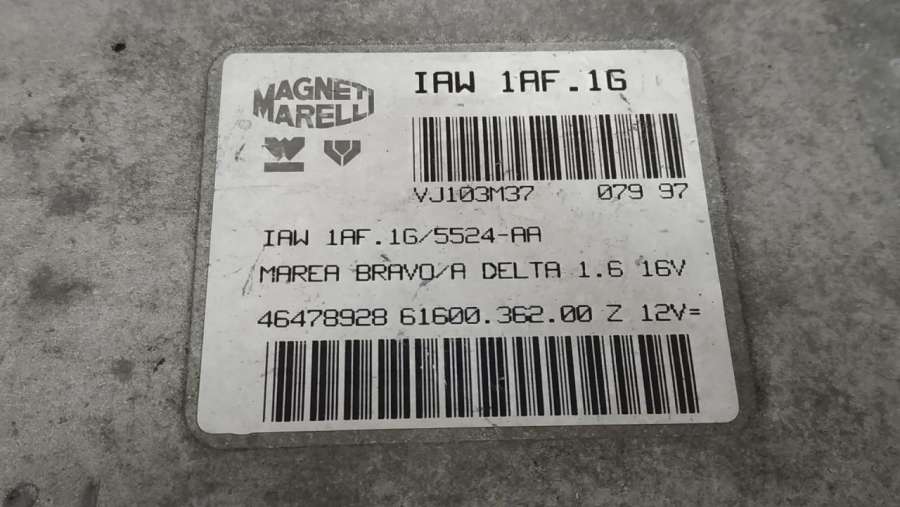 MAGNETI
MARELLI
IAW 1AF.1G
VJ103M37 079 97
IAW 1AF.1G/5524-AA
MAREA BRAVO/A DELTA 1.6 16V
46478928 61600.362.00 Z 12V=